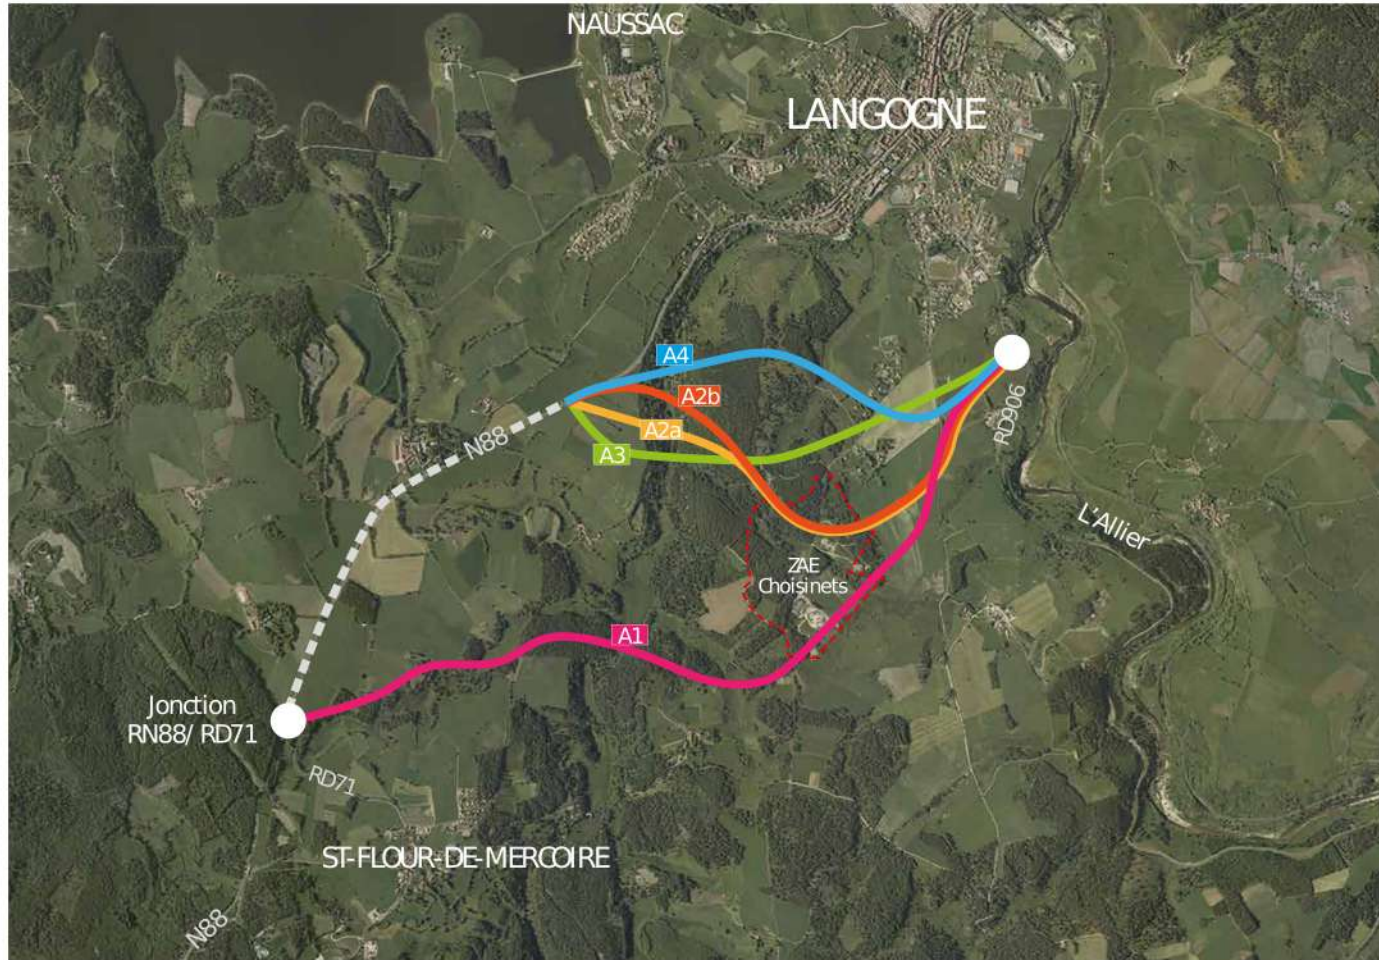 NAUSSAC
LANGOGNE
A4
A2b
A2a
A3
N88
RD906
L'Allier
ZAE
Choisinets
A1
Jonction
RN88/ RD71
RD71
ST-FLOUR-DE-MERCOIRE
N88